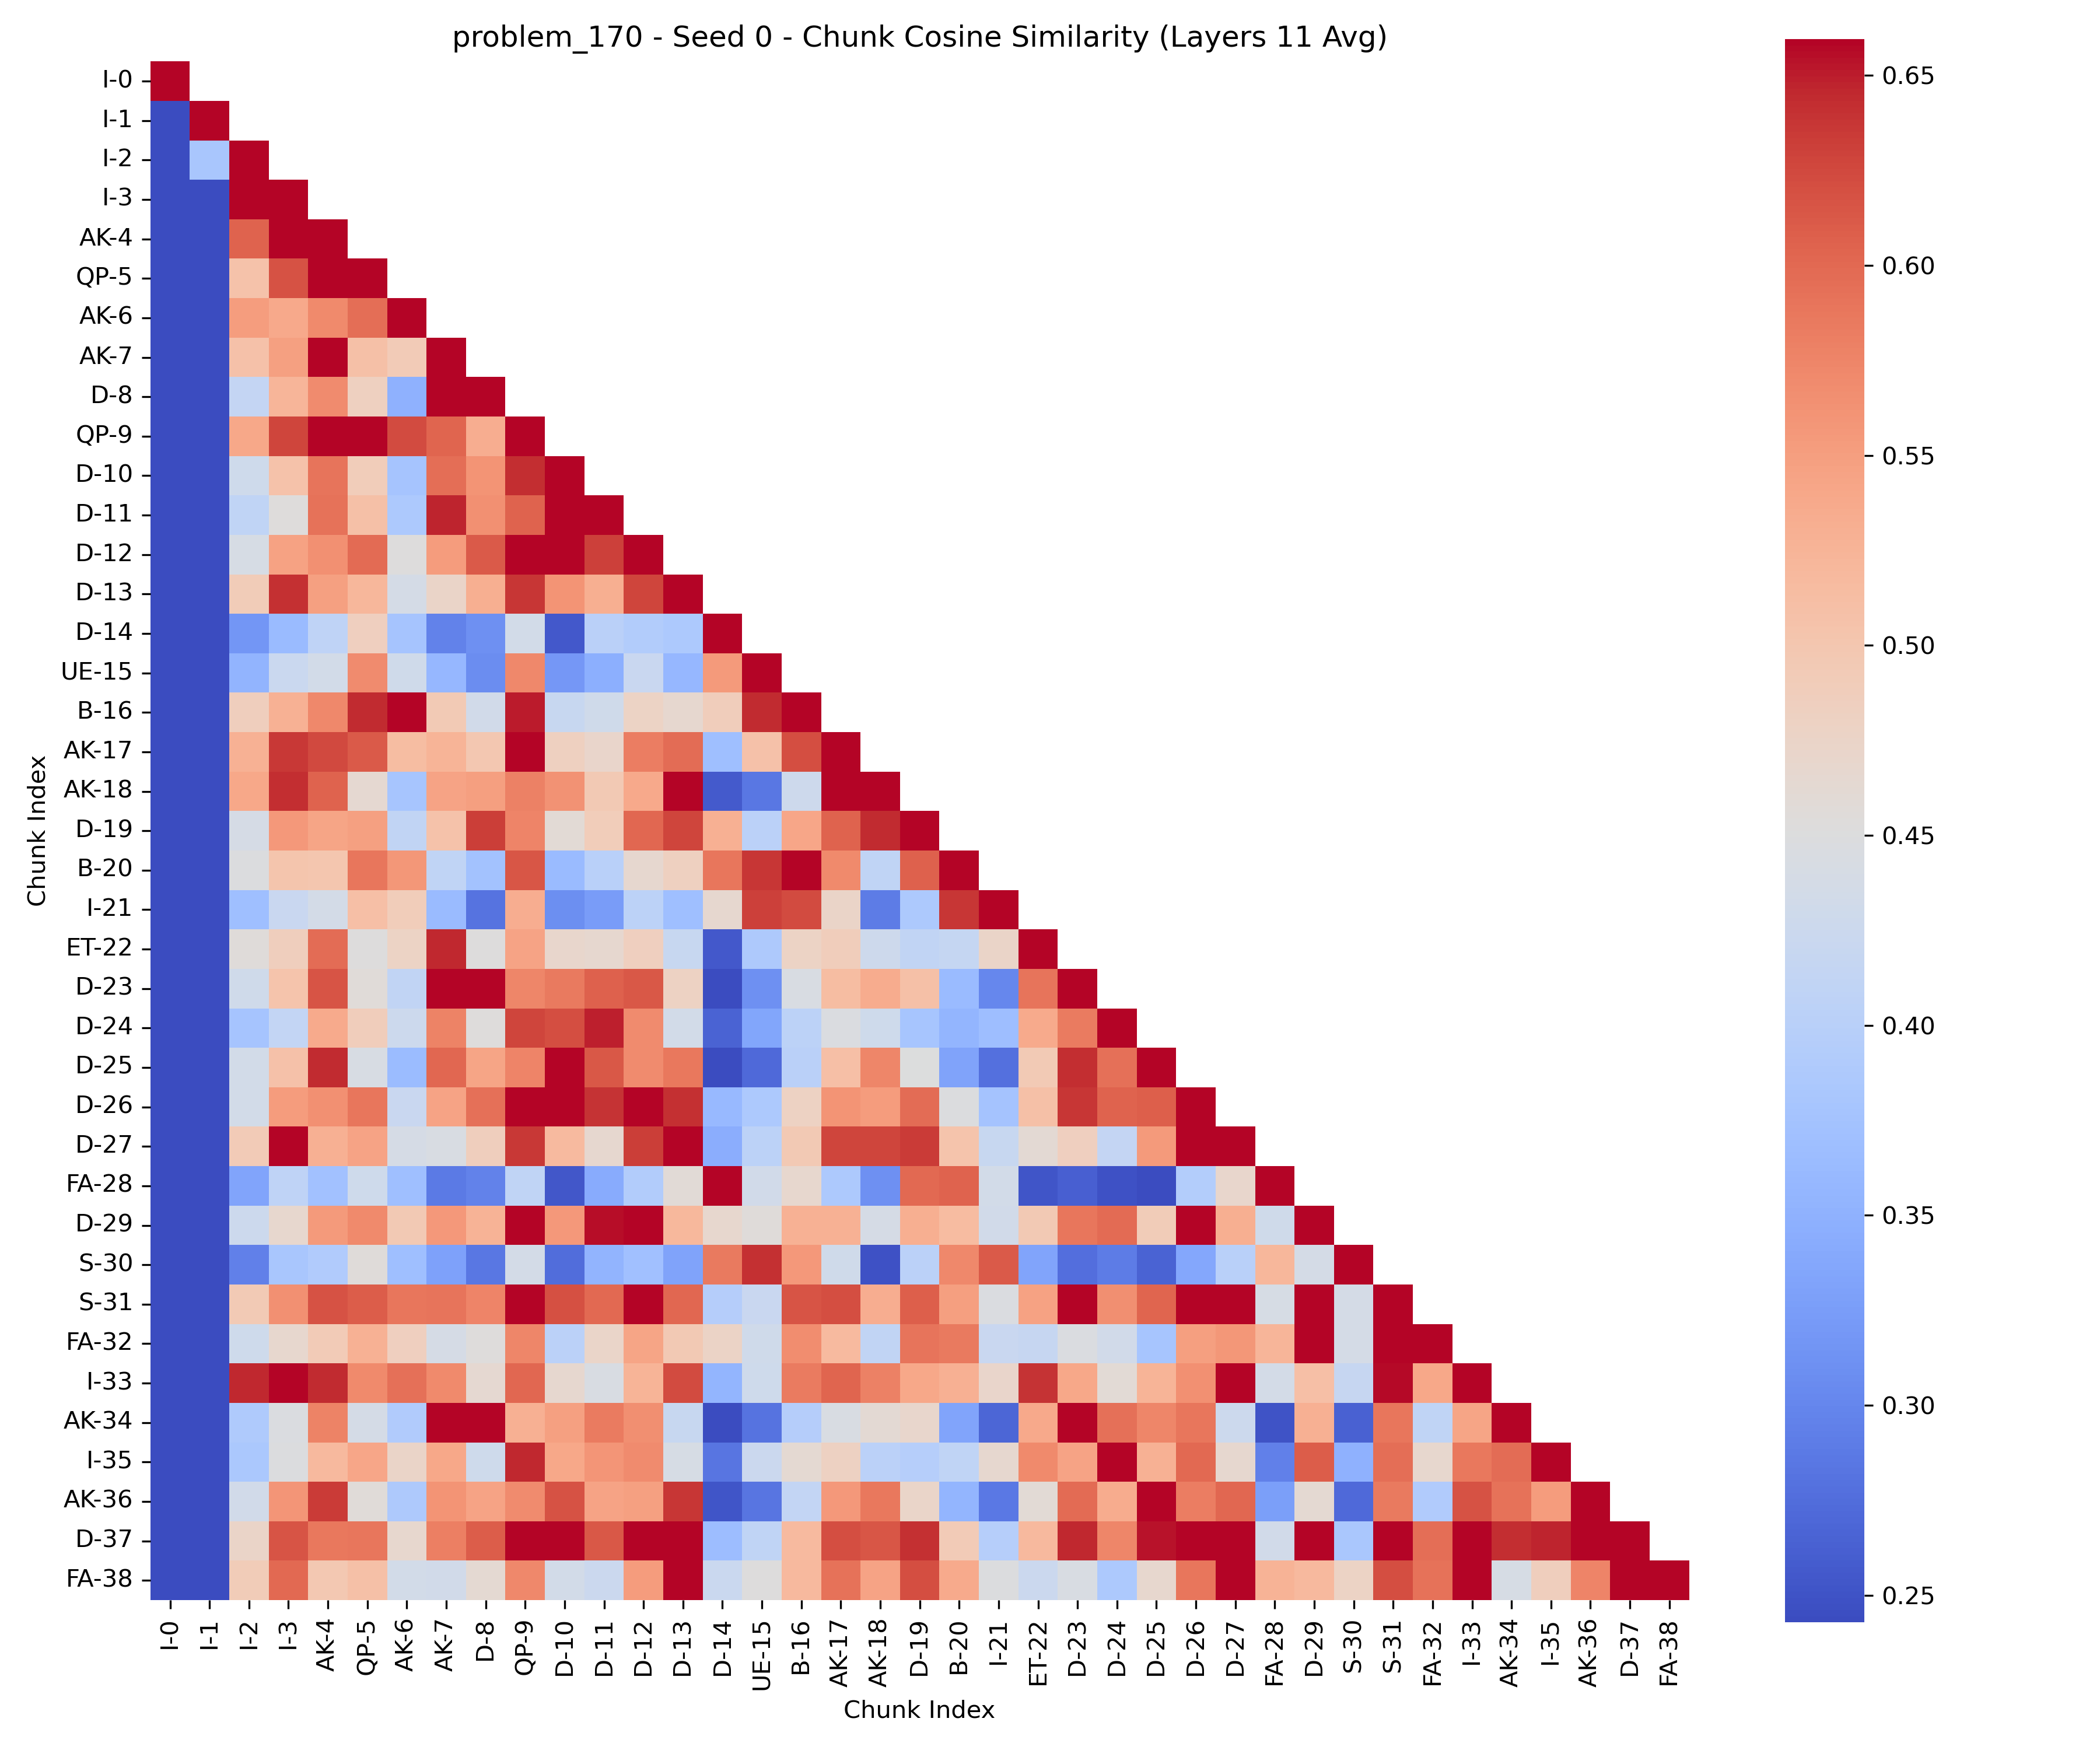 problem_170 - Seed 0 - Chunk Cosine Similarity (Layers 11 Avg)
Chunk Index
I-0
I-1
I-2
I-3
AK-4
QP-5
AK-6
AK-7
D-8
QP-9
D-10
D-11
D-12
D-13
D-14
UE-15
B-16
AK-17
AK-18
D-19
B-20
I-21
ET-22
D-23
D-24
D-25
D-26
D-27
FA-28
D-29
S-30
S-31
FA-32
I-33
AK-34
I-35
AK-36
D-37
FA-38
I-0
I-1
I-2
I-3
AK-4
QP-5
AK-6
AK-7
D-8
QP-9
D-10
D-11
D-12
D-13
D-14
UE-15
B-16
AK-17
AK-18
D-19
B-20
I-21
ET-22
D-23
D-24
D-25
D-26
D-27
FA-28
D-29
S-30
S-31
FA-32
I-33
AK-34
I-35
AK-36
D-37
FA-38
Chunk Index
0.65
0.60
0.55
0.50
0.45
0.40
0.35
0.30
0.25